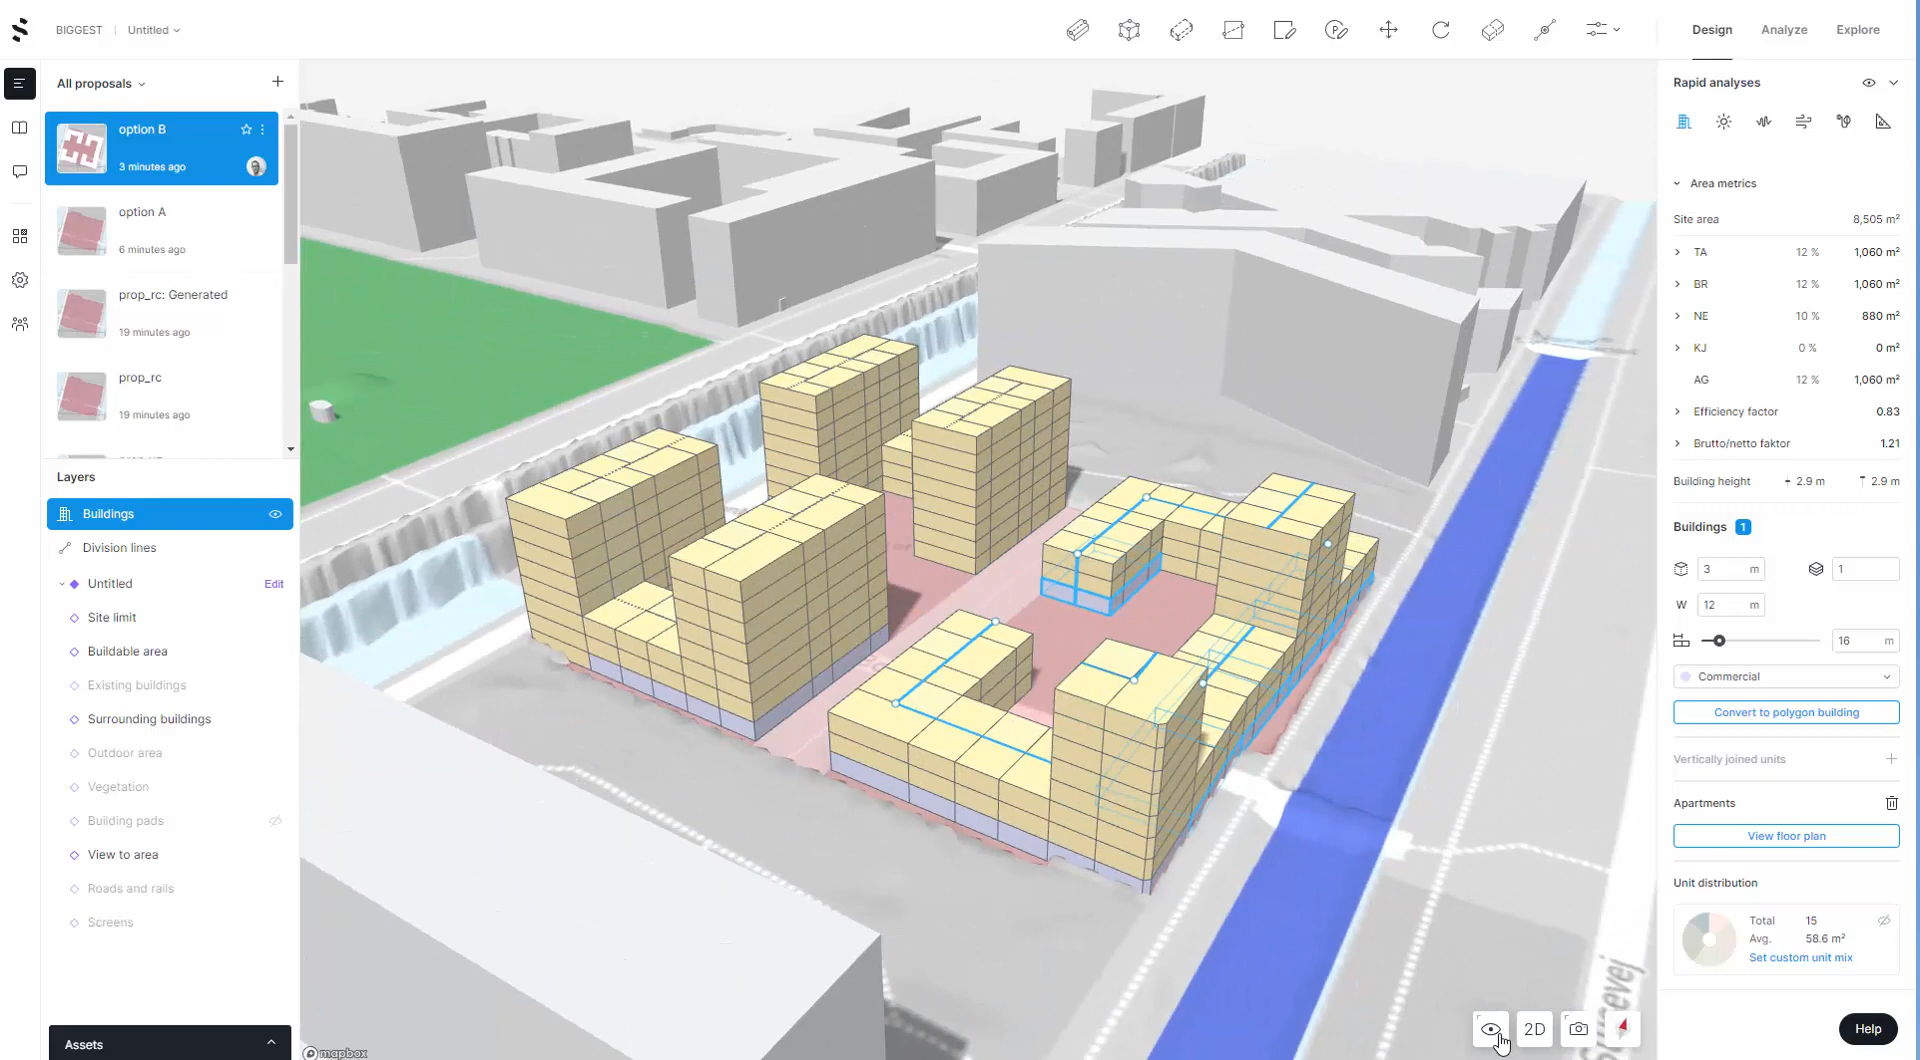 BIGGEST
Untitled
Design
Analyze
Explore
All proposals
option B
3 minutes ago
option A
6 minutes ago
prop_rc: Generated
19 minutes ago
prop_rc
19 minutes ago
Layers
Buildings
Division lines
Untitled
Edit
Site limit
Buildable area
Existing buildings
Surrounding buildings
Outdoor area
Vegetation
Building pads
View to area
Roads and rails
Screens
Assets
mapbox
2D
Rapid analyses
Area metrics
Site area 8,505 m²
TA 12 % 1,060 m²
BR 12 % 1,060 m²
NE 10 % 880 m²
KJ 0 % 0 m²
AG 12 % 1,060 m²
Efficiency factor 0.83
Brutto/netto faktor 1.21
Building height 2.9 m 2.9 m
Buildings 1
3 m 1
W 12 m
16 m
Commercial
Convert to polygon building
Vertically joined units
Apartments
View floor plan
Unit distribution
Total 15
Avg. 58.6 m²
Set custom unit mix
Help